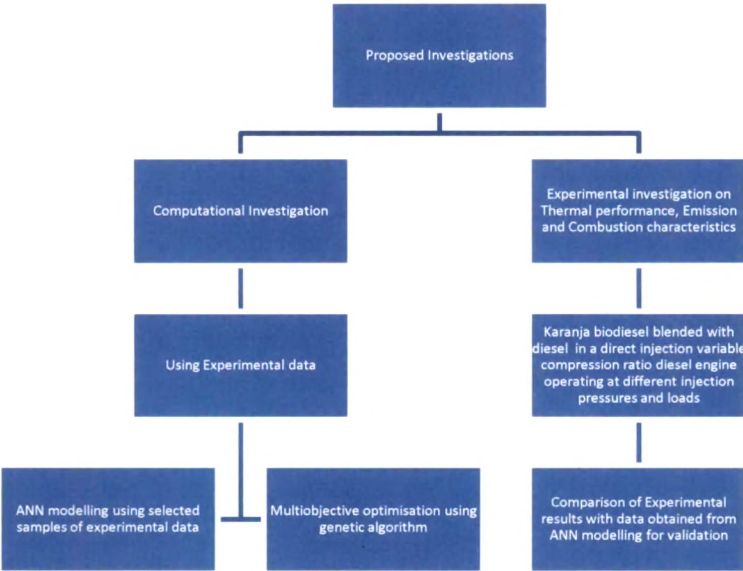 Proposed Investigations
Computational Investigation
Experimental investigation on
Thermal performance, Emission
and Combustion characteristics
Using Experimental data
Karanja biodiesel blended with
diesel in a direct injection variable
compression ratio diesel engine
operating at different injection
pressures and loads
ANN modelling using selected
samples of experimental data
Multiobjective optimisation using
genetic algorithm
Comparison of Experimental
results with data obtained from
ANN modelling for validation